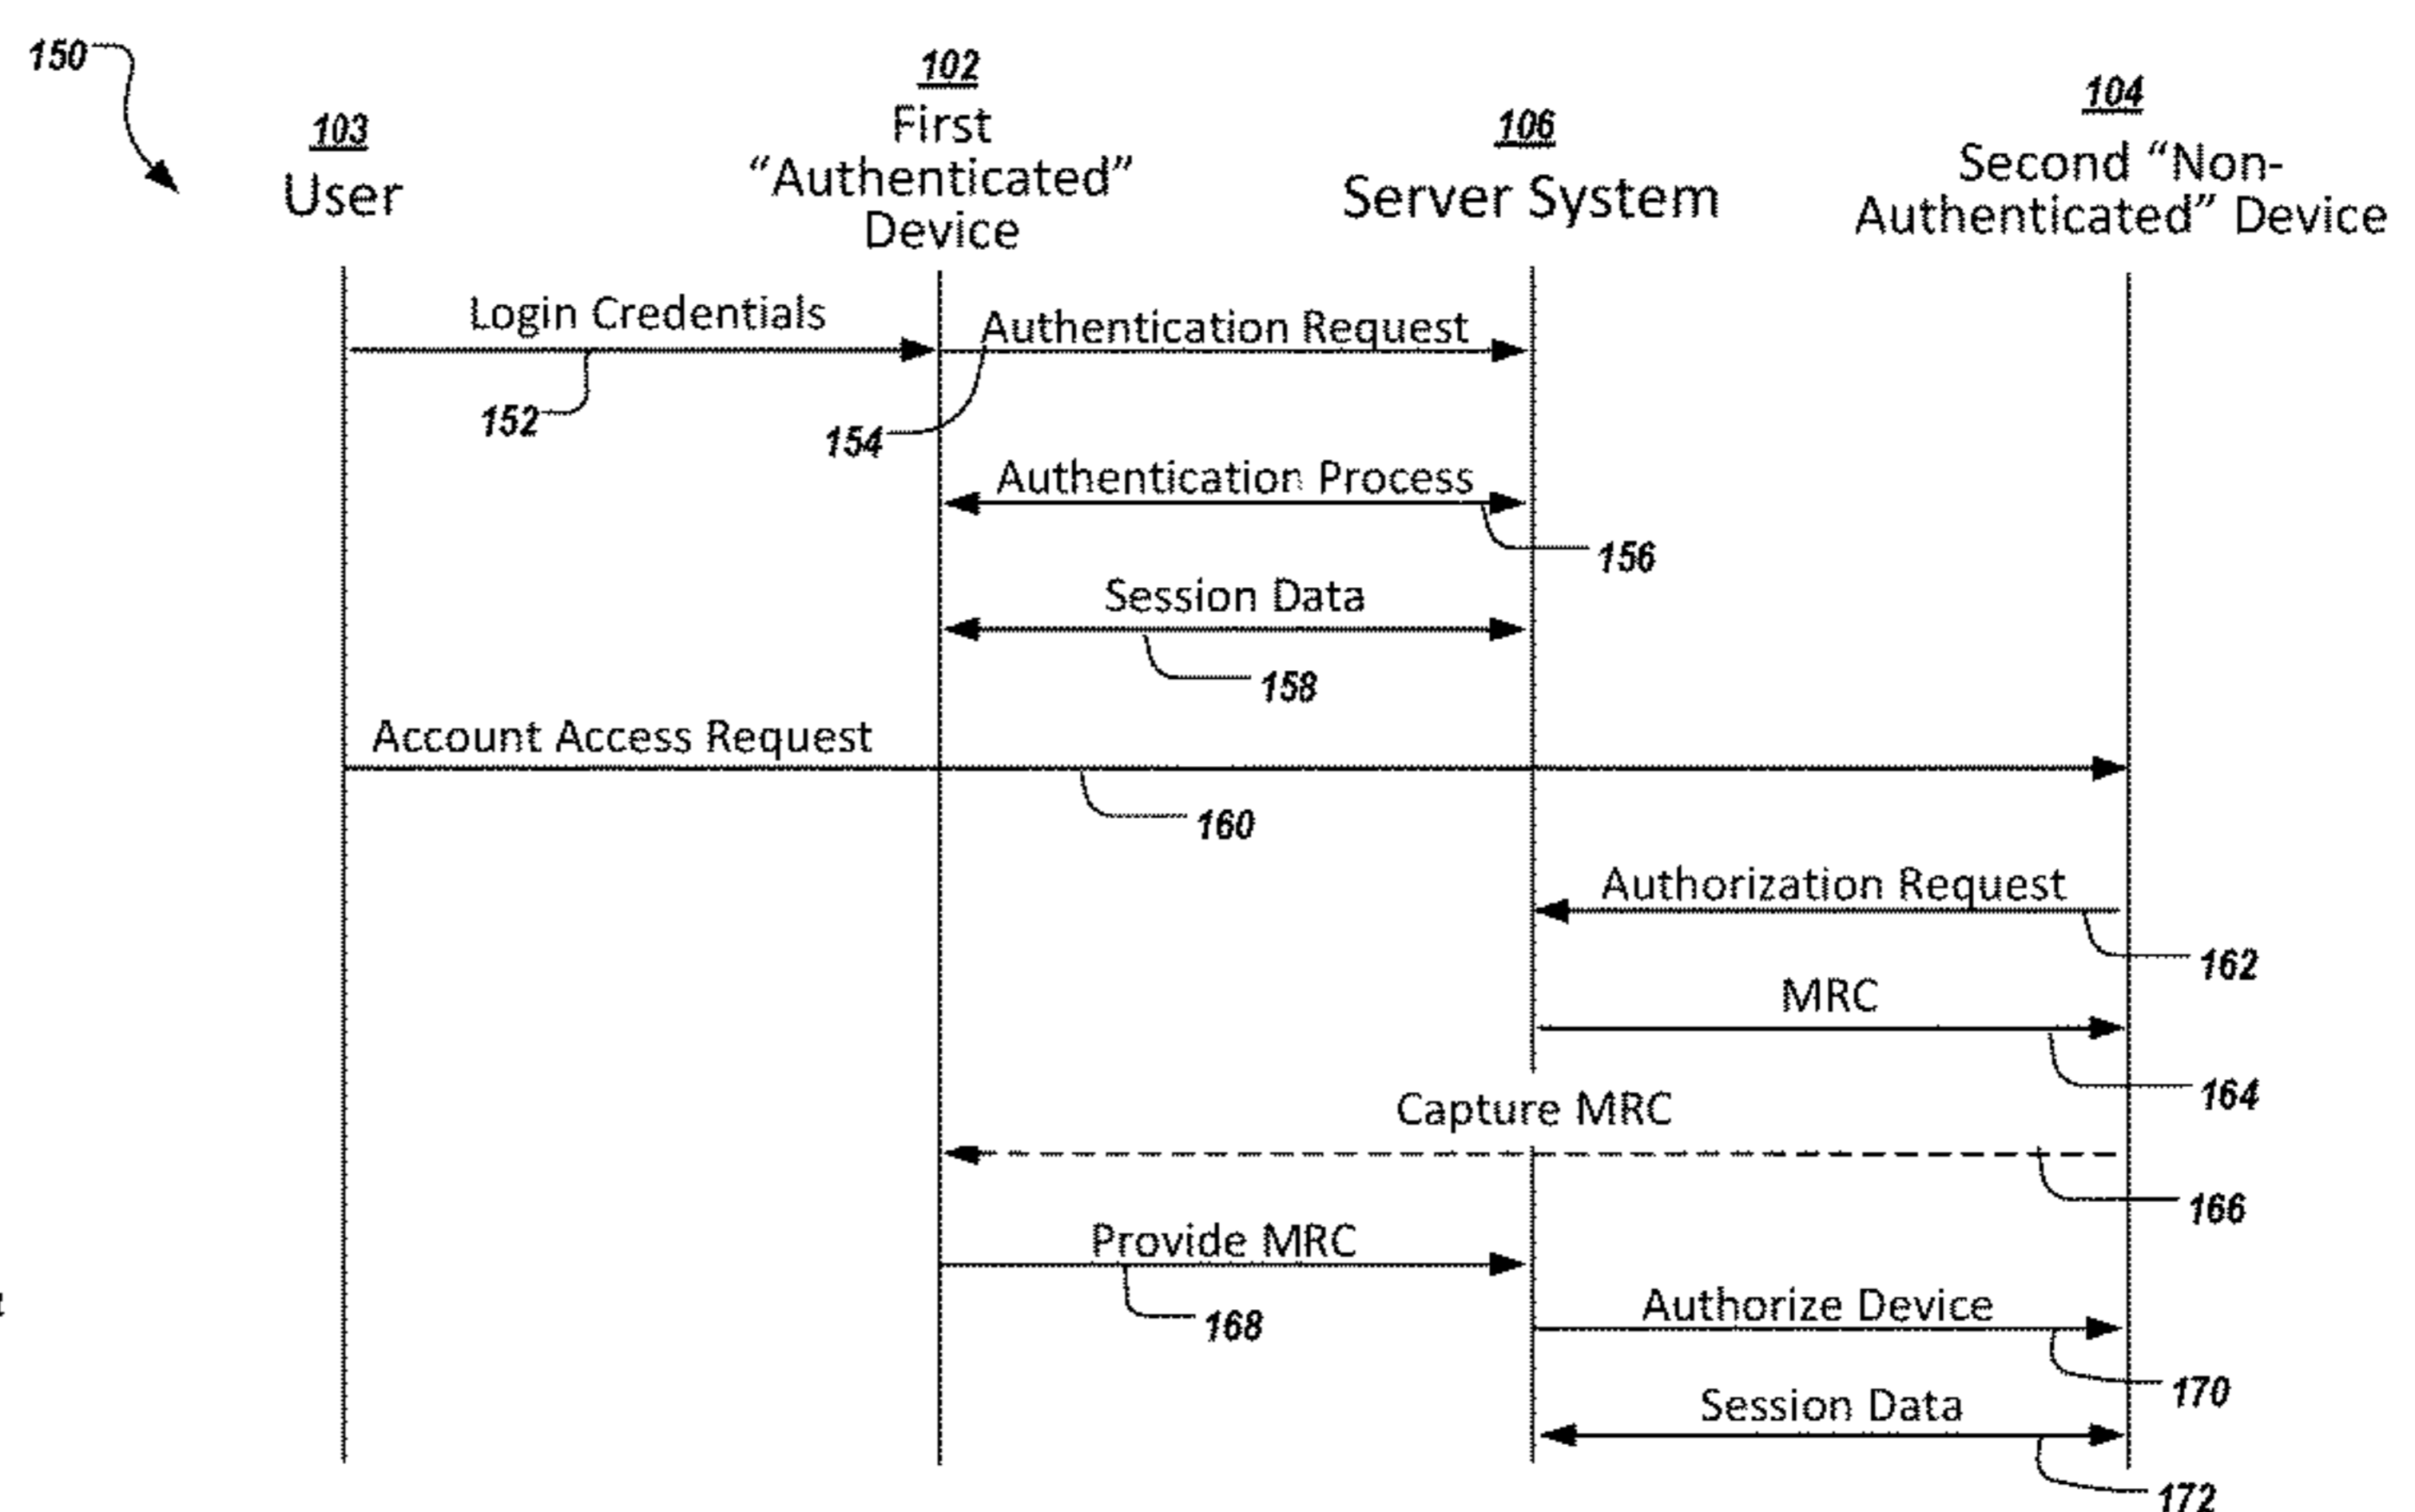 150
103
User
102
First
“Authenticated”
Device
106
Server System
104
Second “Non-
Authenticated” Device
Login Credentials
152
Authentication Request
154
Authentication Process
156
Session Data
158
Account Access Request
160
Authorization Request
162
MRC
164
Capture MRC
166
Provide MRC
168
Authorize Device
170
Session Data
172